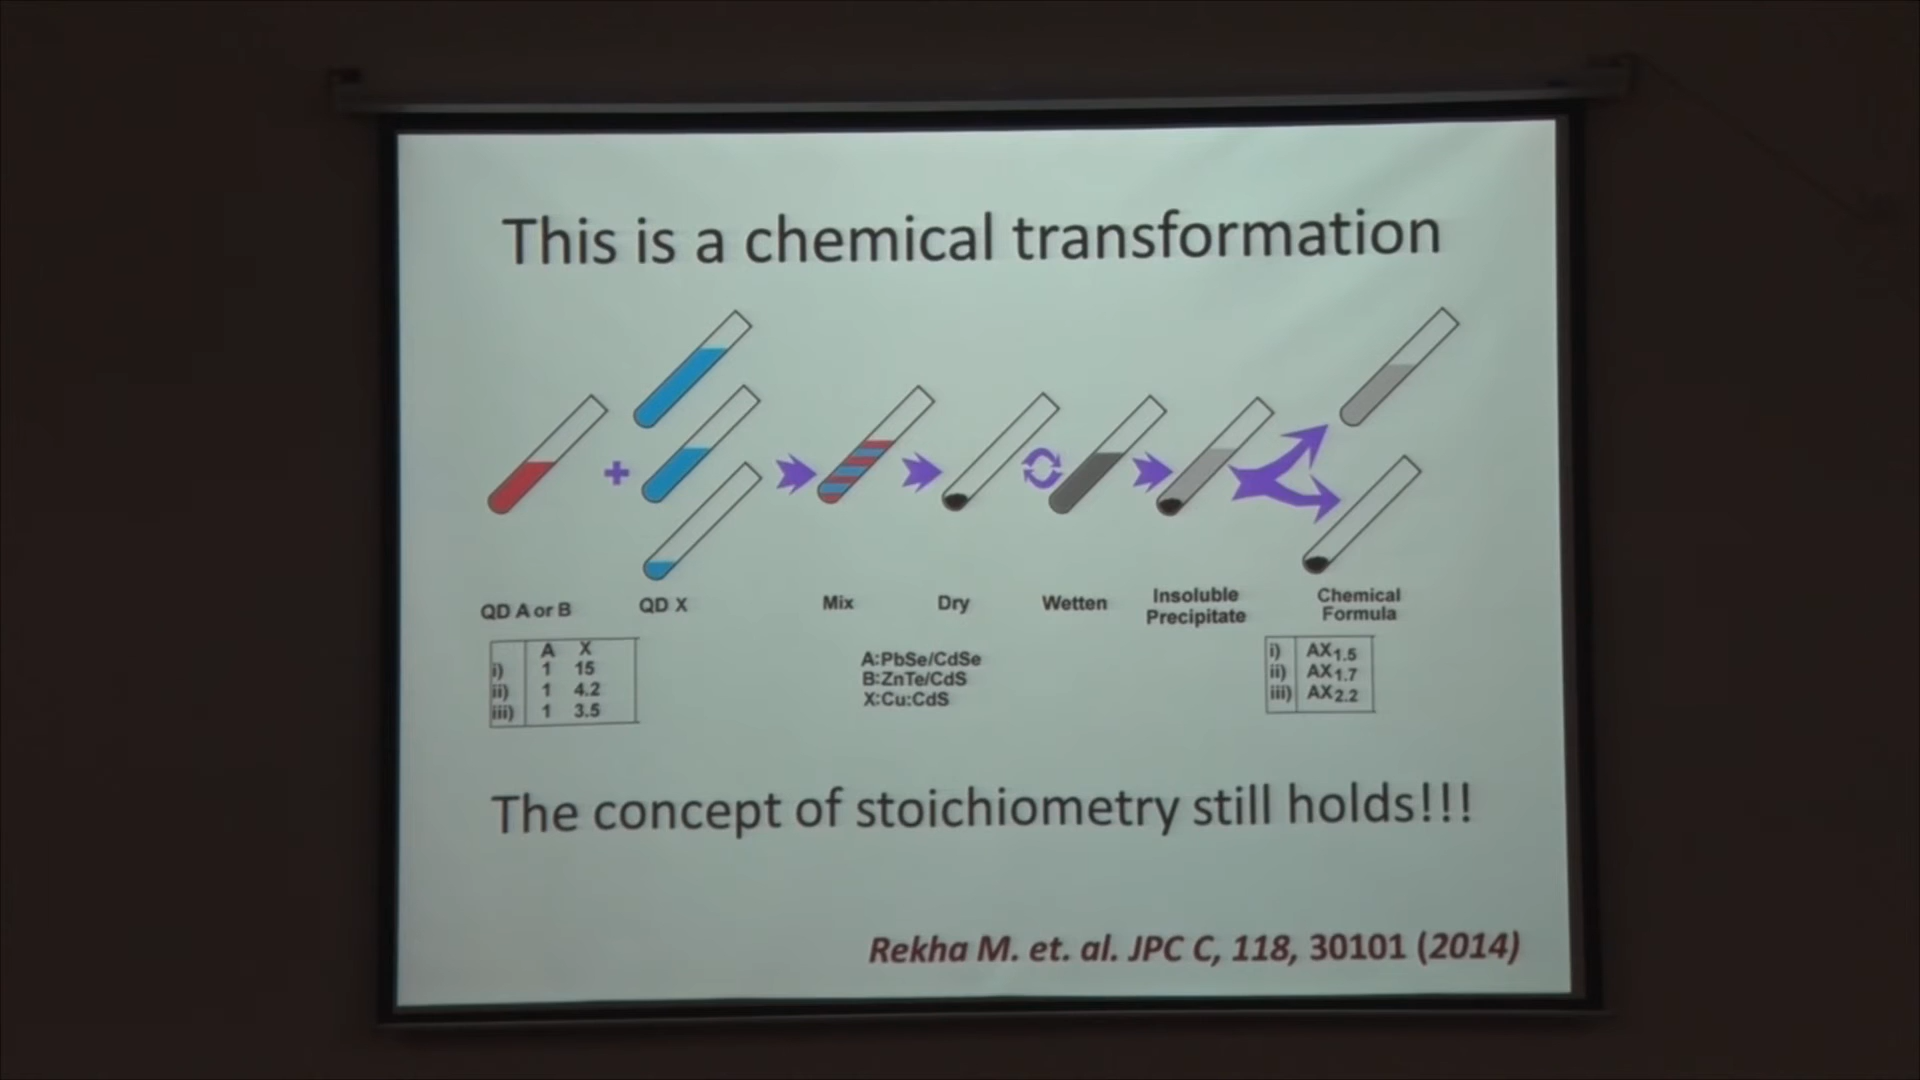 This is a chemical transformation
+
QD A or B
QD X
Mix
Dry
Wetten
Insoluble
Precipitate
Chemical
Formula
A X
i) 1 15
ii) 1 4.2
iii) 1 3.5
A:PbSe/CdSe
B:ZnTe/CdS
X:Cu:CdS
i) AX1.5
ii) AX1.7
iii) AX2.2
The concept of stoichiometry still holds!!!
Rekha M. et. al. JPC C, 118, 30101 (2014)